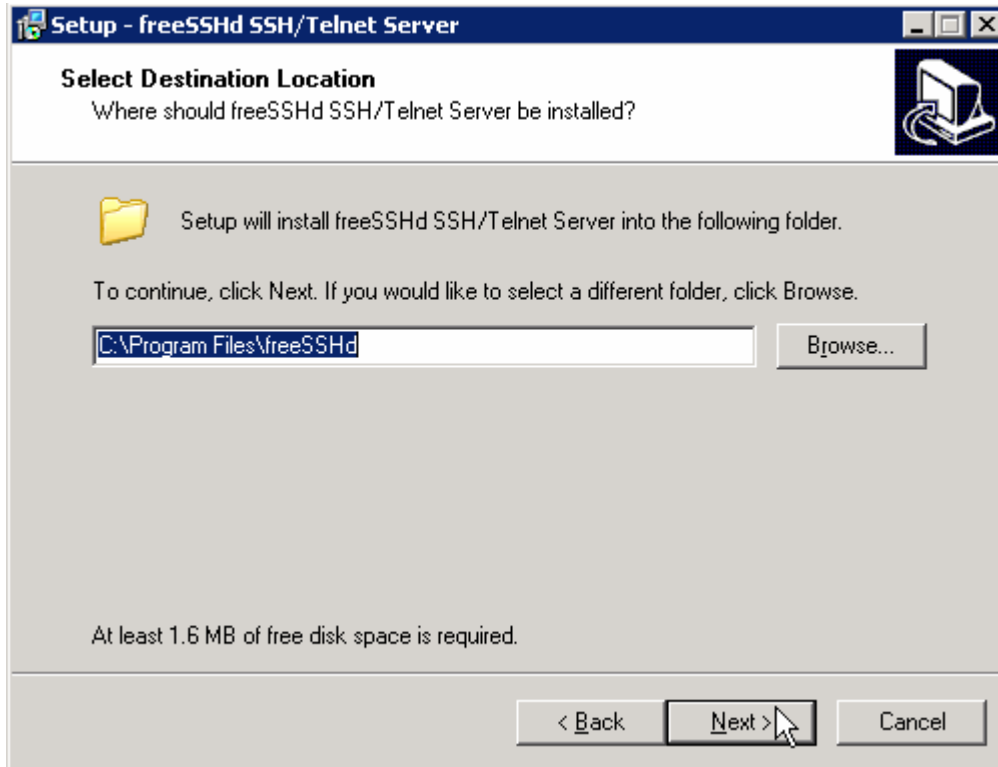 Setup - freeSSHd SSH/Telnet Server
Select Destination Location
Where should freeSSHd SSH/Telnet Server be installed?
Setup will install freeSSHd SSH/Telnet Server into the following folder.
To continue, click Next. If you would like to select a different folder, click Browse.
C:\Program Files\freeSSHd
Browse...
At least 1.6 MB of free disk space is required.
< Back
Next >
Cancel